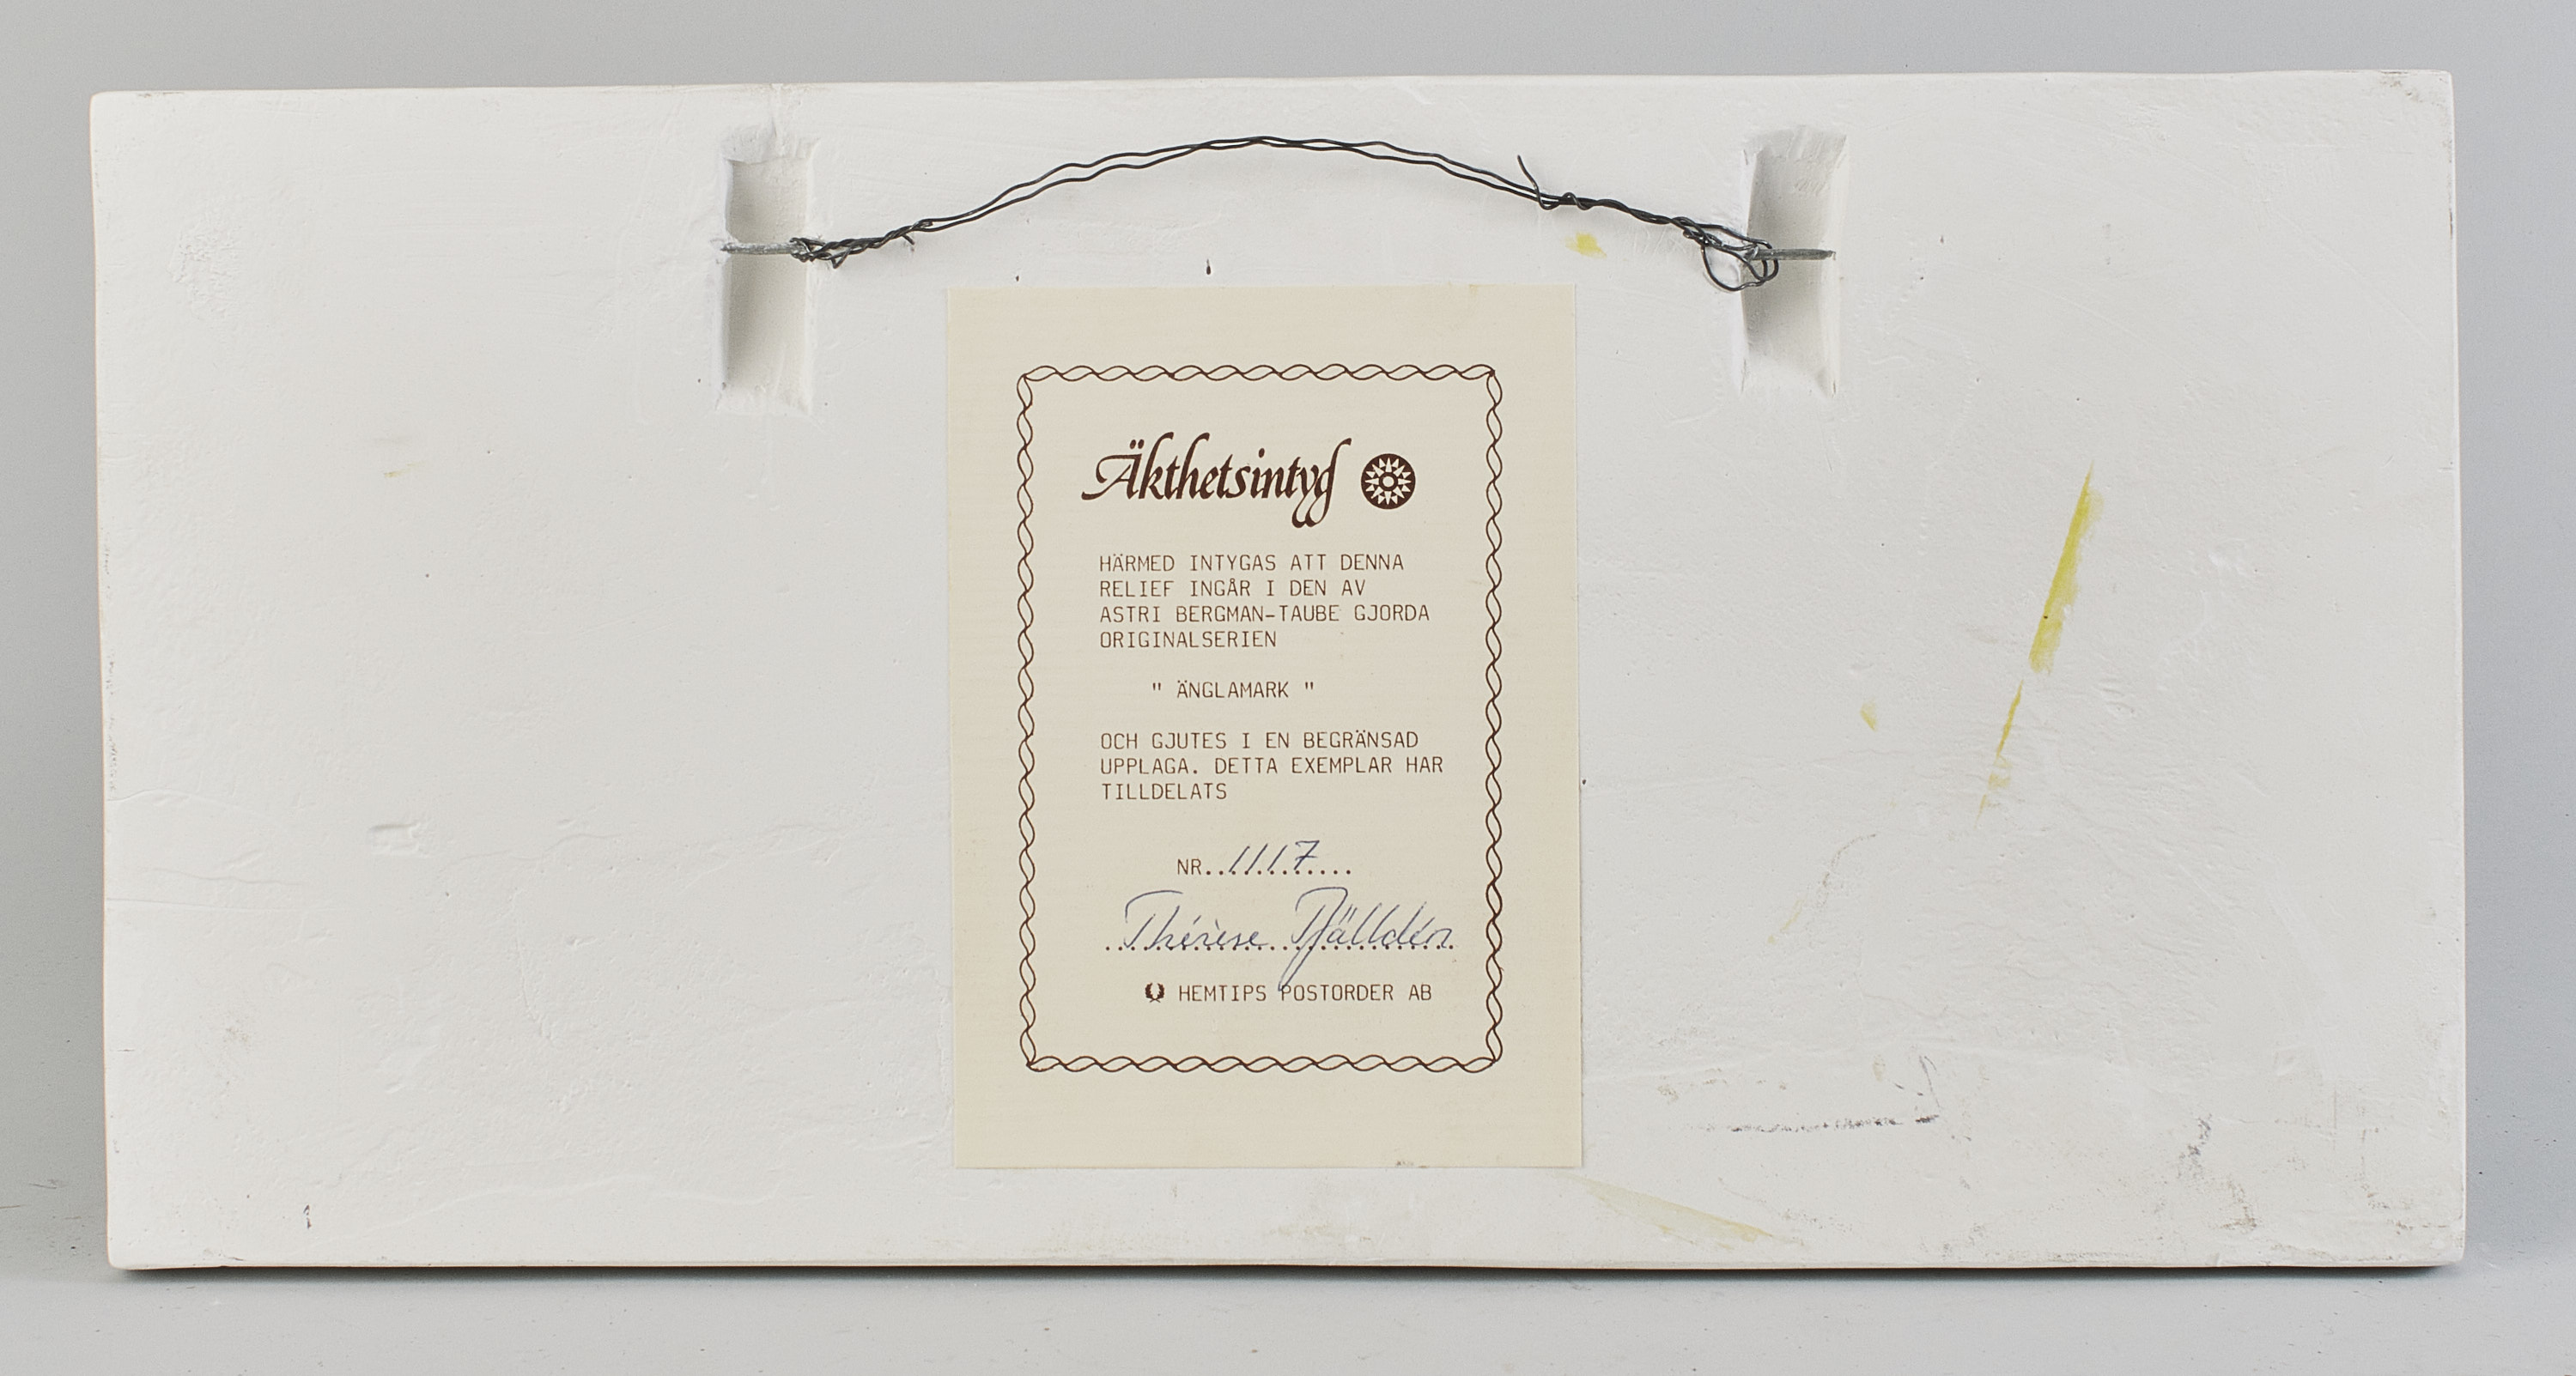 Äkthetsintyg
HÄRMED INTYGAS ATT DENNA
RELIEF INGÅR I DEN AV
ASTRI BERGMAN-TAUBE GJORDA
ORIGINALSERIEN
" ÄNGLAMARK "
OCH GJUTES I EN BEGRÄNSAD
UPPLAGA. DETTA EXEMPLAR HAR
TILLDELATS
NR..1117.....
Thérèse
HEMTIPS POSTORDER AB